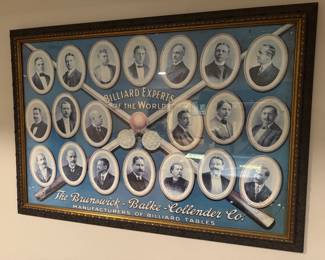 BILLIARD EXPERTS
OF THE WORLD
The Brunswick-Balke-Collender Co.
MANUFACTURERS OF BILLIARD TABLES